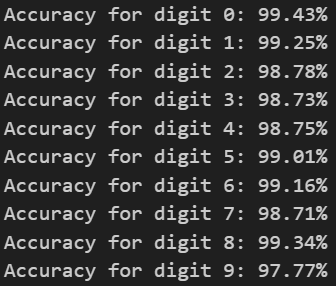 Accuracy for digit 0: 99.43%
Accuracy for digit 1: 99.25%
Accuracy for digit 2: 98.78%
Accuracy for digit 3: 98.73%
Accuracy for digit 4: 98.75%
Accuracy for digit 5: 99.01%
Accuracy for digit 6: 99.16%
Accuracy for digit 7: 98.71%
Accuracy for digit 8: 99.34%
Accuracy for digit 9: 97.77%